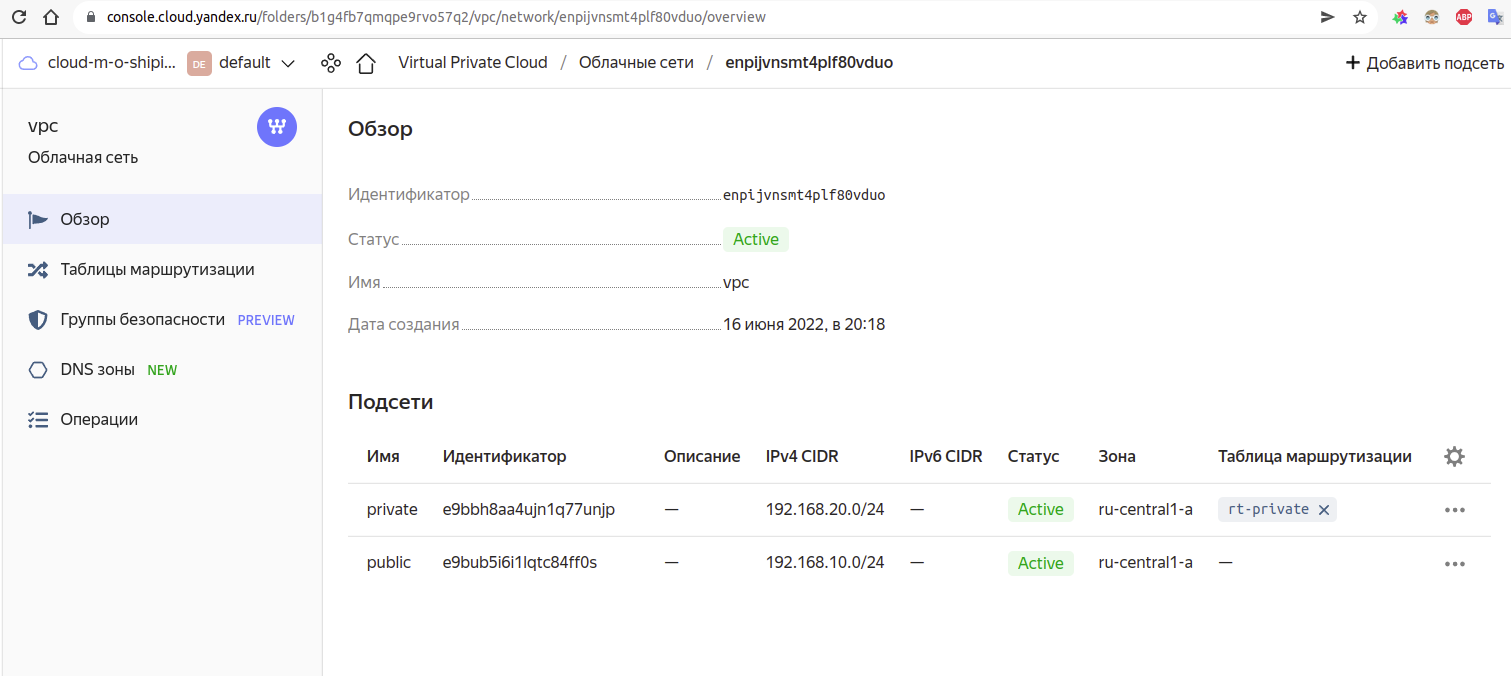 console.cloud.yandex.ru/folders/b1g4fb7qmqpe9rvo57q2/vpc/network/enpijvnsmt4plf80vduo/overview
ABP
cloud-m-o-shipi... DE default Virtual Private Cloud / Облачные сети / enpijvnsmt4plf80vduo + Добавить подсеть
vpc
Облачная сеть
Обзор
Таблицы маршрутизации
Группы безопасности PREVIEW
DNS зоны NEW
Операции
Обзор
Идентификатор enpijvnsmt4plf80vduo
Статус Active
Имя vpc
Дата создания 16 июня 2022, в 20:18
Подсети
Имя Идентификатор Описание IPv4 CIDR IPv6 CIDR Статус Зона Таблица маршрутизации
private e9bbh8aa4ujn1q77unjp — 192.168.20.0/24 — Active ru-central1-a rt-private ×
public e9bub5i6i1lqtc84ff0s — 192.168.10.0/24 — Active ru-central1-a —